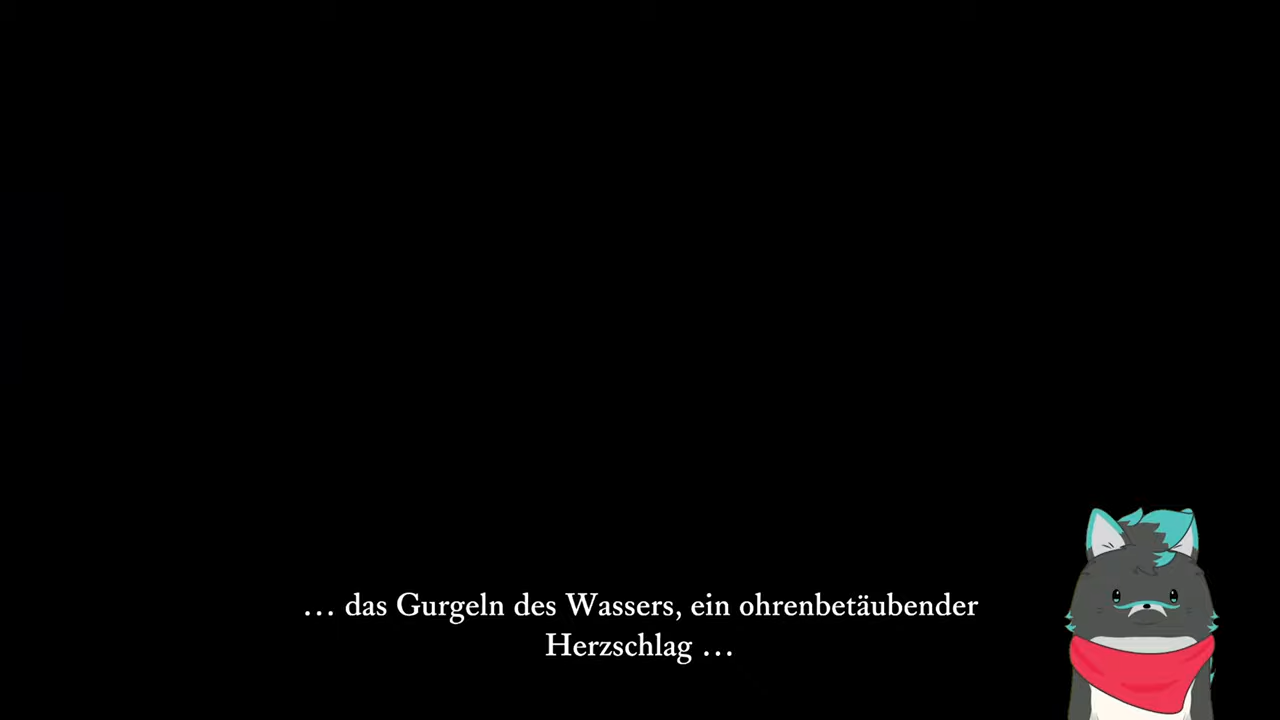 … das Gurgeln des Wassers, ein ohrenbetäubender
Herzschlag …